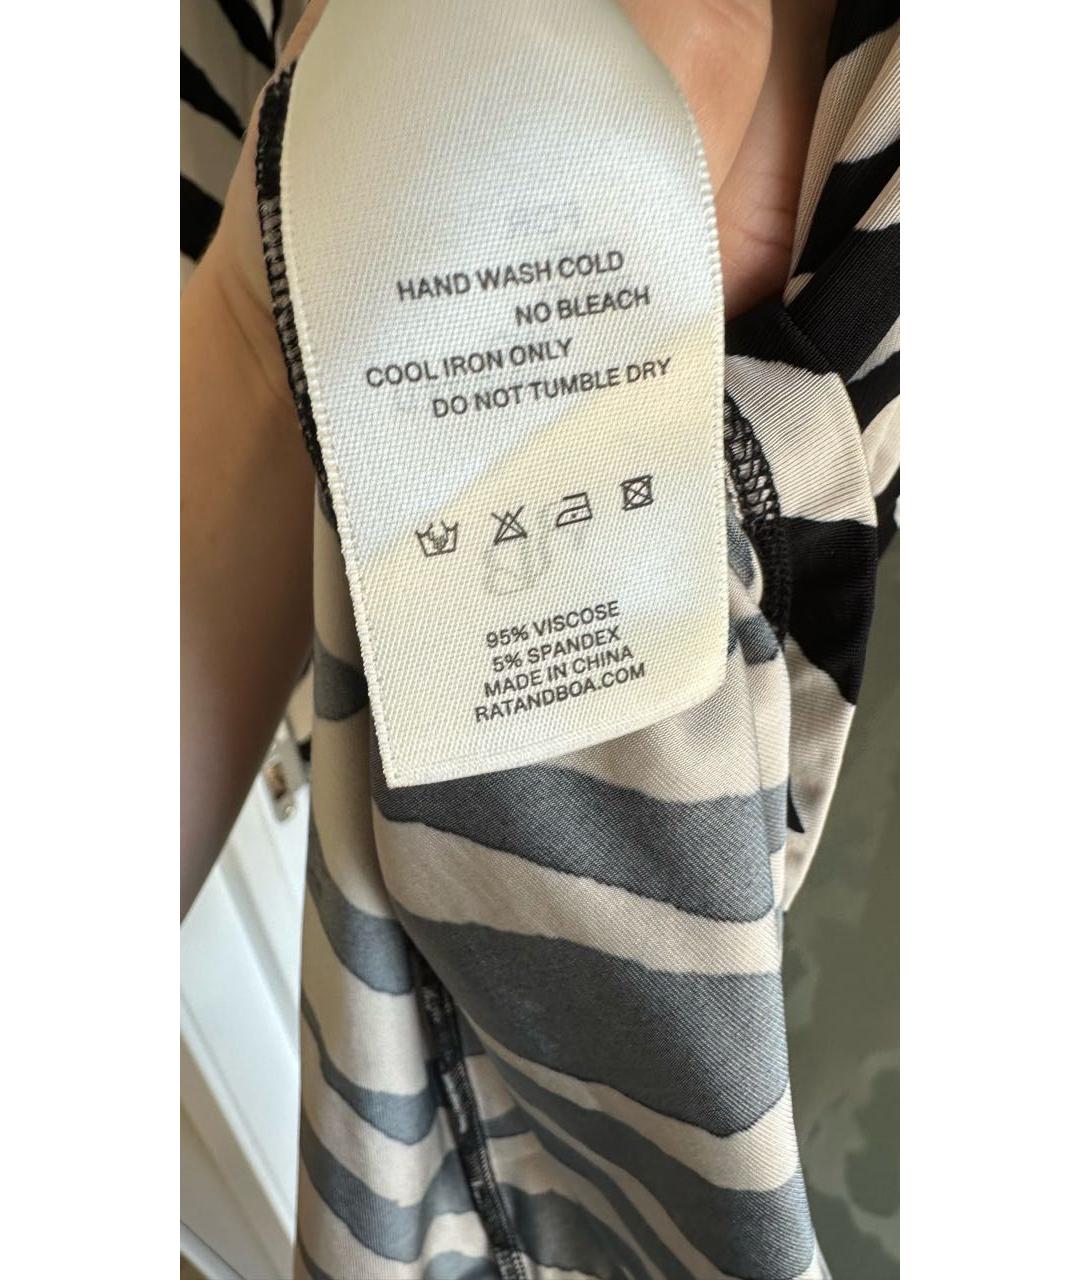 HAND WASH COLD
NO BLEACH
COOL IRON ONLY
DO NOT TUMBLE DRY
95% VISCOSE
5% SPANDEX
MADE IN CHINA
RATANDBOA.COM